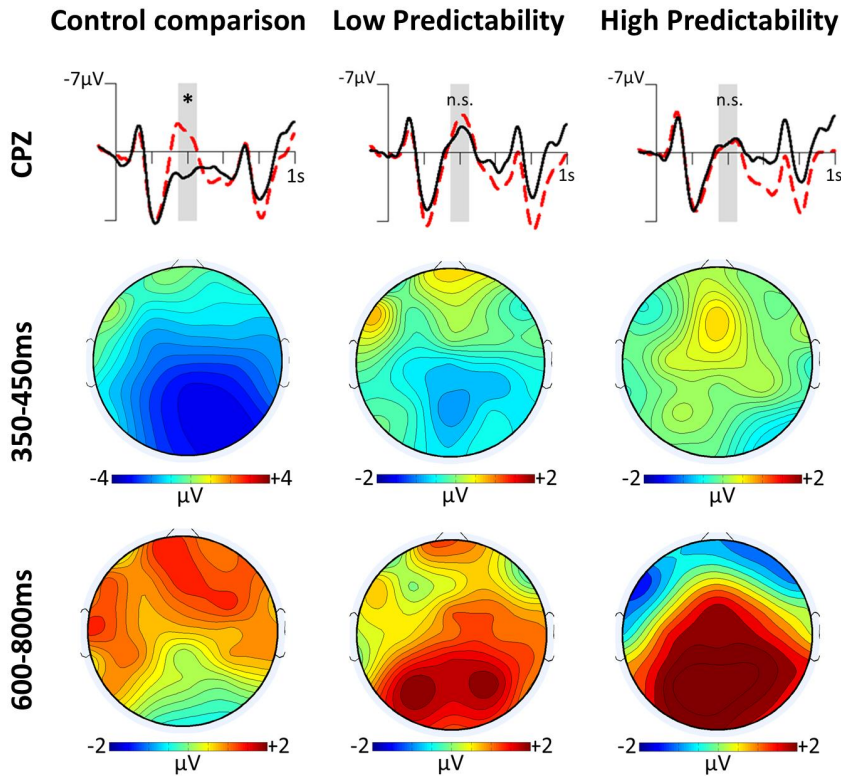 Control comparison Low Predictability High Predictability
CPZ
-7µV * 1s
-7µV n.s. 1s
-7µV n.s. 1s
350-450ms
-4 +4
µV
-2 +2
µV
-2 +2
µV
600-800ms
-2 +2
µV
-2 +2
µV
-2 +2
µV